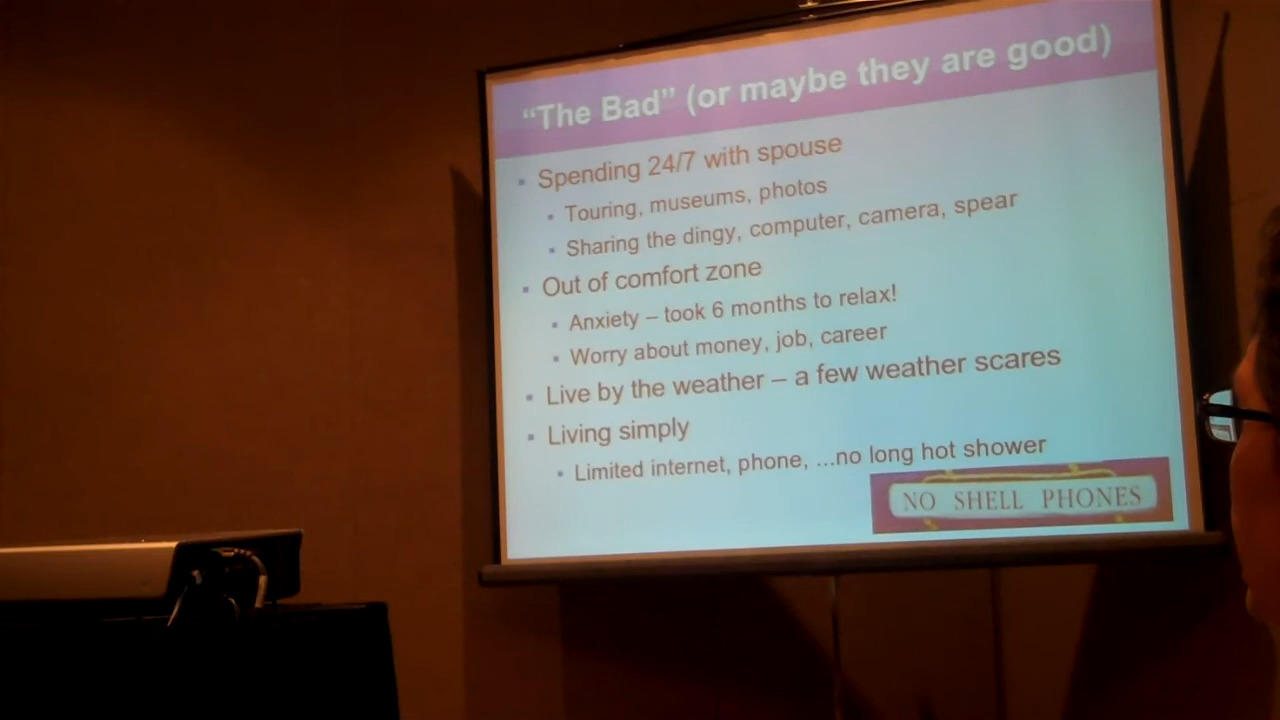 “The Bad” (or maybe they are good)
Spending 24/7 with spouse
Touring, museums, photos
Sharing the dingy, computer, camera, spear
Out of comfort zone
Anxiety – took 6 months to relax!
Worry about money, job, career
Live by the weather – a few weather scares
Living simply
Limited internet, phone, ...no long hot shower
NO SHELL PHONES